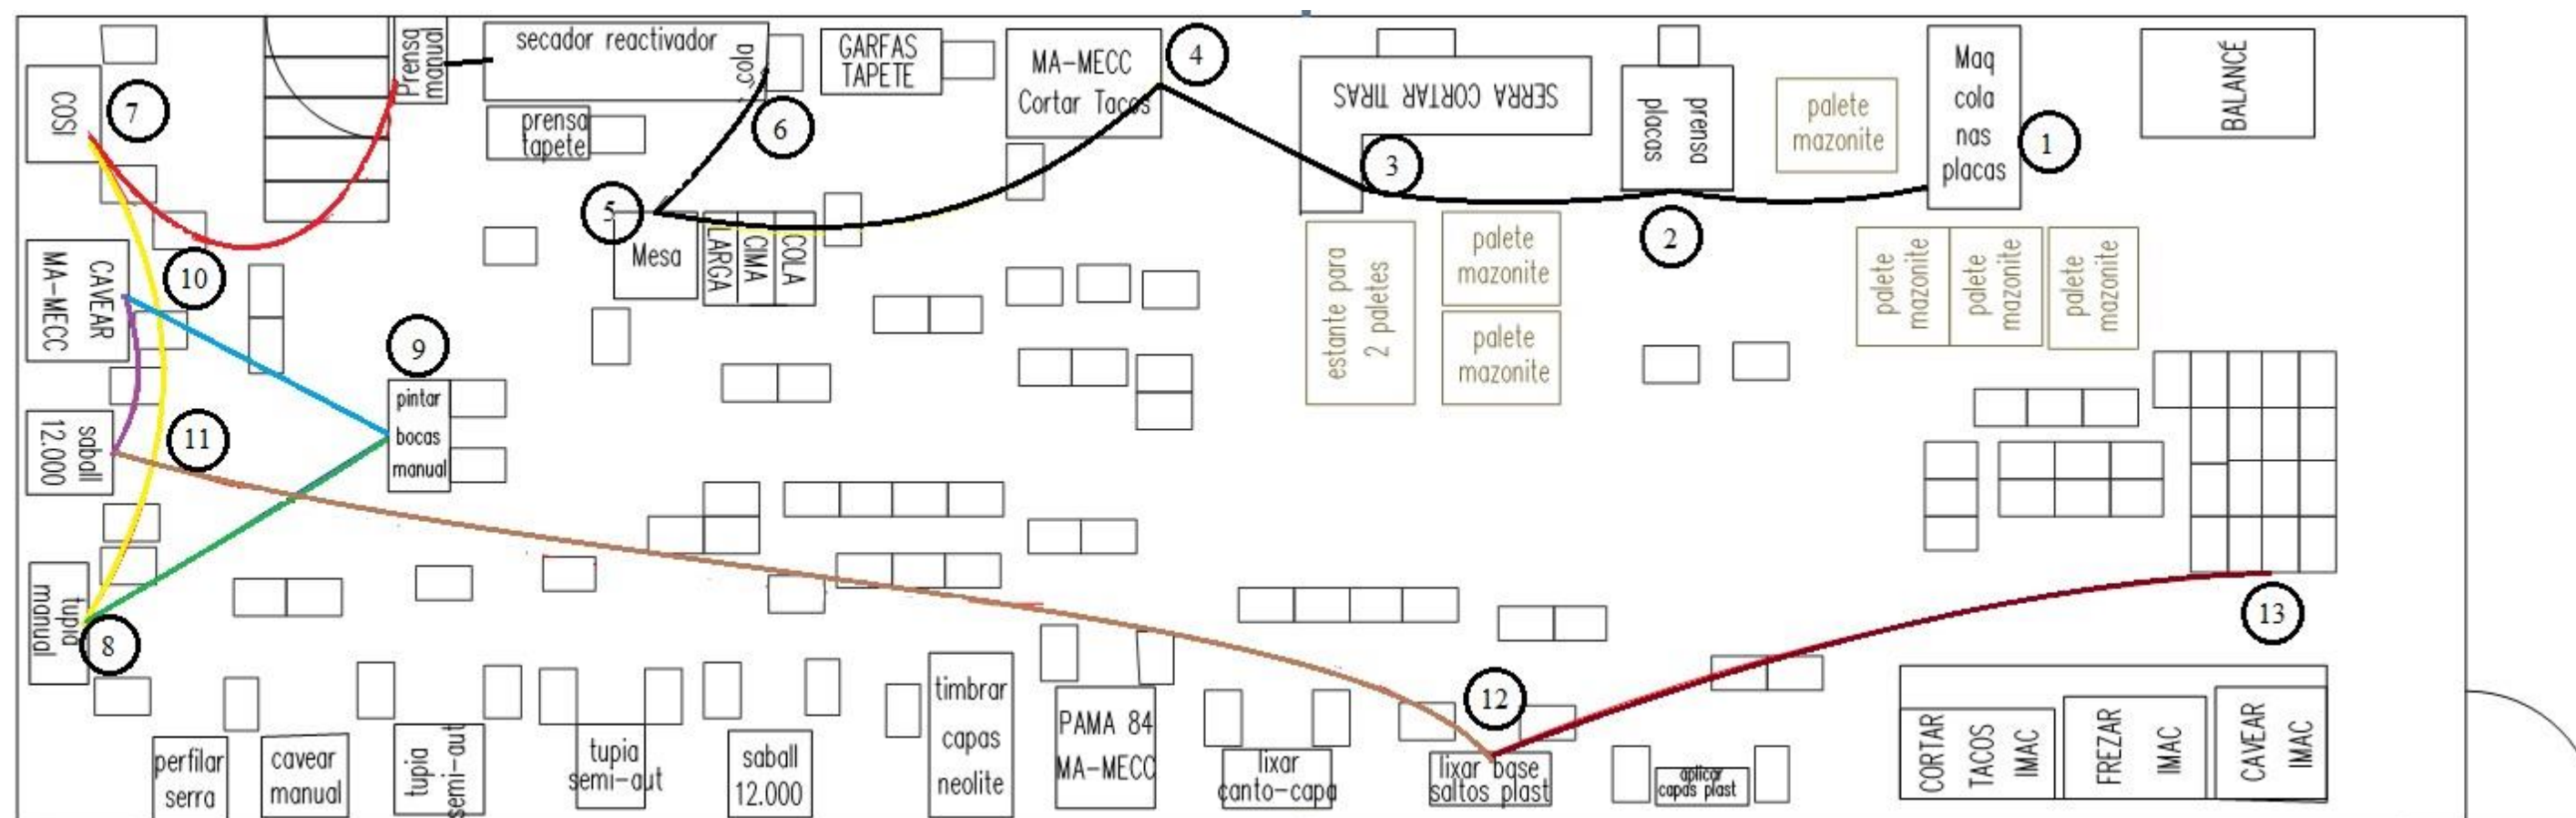 Prensa
manual
secador reactivador
cola
GARFAS
TAPETE
MA-MECC
Cortar Tacos
4
SERRA CORTAR TIRAS
prensa
placas
palete
mazonite
Maq
cola
nas
placas
1
BALANCÉ
COSI
7
prensa
tapete
6
3
2
5
Mesa
LARGA
CIMA
COLA
estante para
2 paletes
palete
mazonite
palete
mazonite
palete
mazonite
palete
mazonite
palete
mazonite
10
CAVEAR
MA-MECC
9
pintar
bocas
manual
saball
12.000
11
tupia
manual
8
13
12
perfilar
serra
cavear
manual
tupia
semi-aut
tupia
semi-aut
saball
12.000
timbrar
capas
neolite
PAMA 84
MA-MECC
lixar
canto-capa
lixar base
saltos plast
aplicar
capas plast
CORTAR
TACOS
IMAC
FREZAR
IMAC
CAVEAR
IMAC